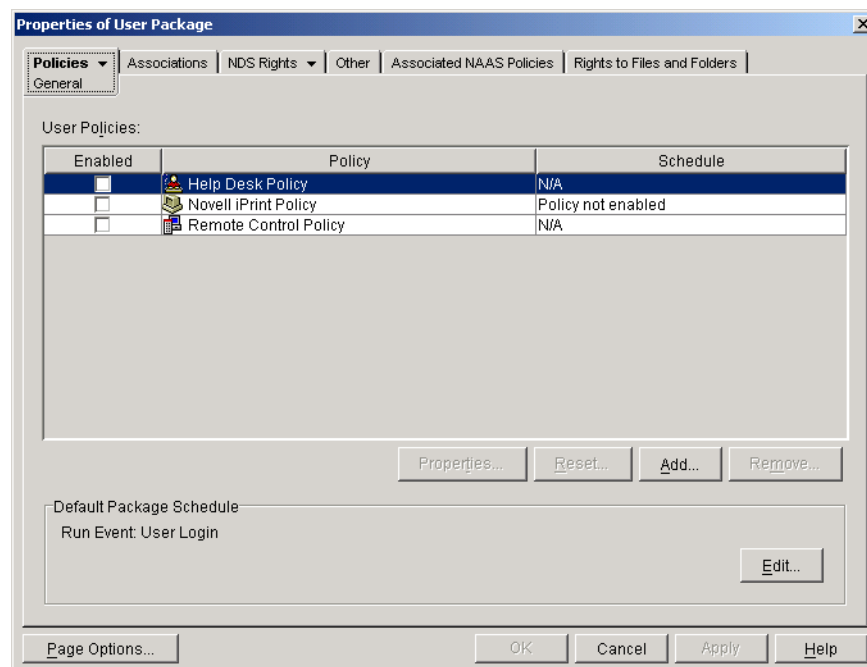 Properties of User Package
Policies Associations NDS Rights Other Associated NAAS Policies Rights to Files and Folders
General
User Policies:
Enabled Policy Schedule
Help Desk Policy N/A
Novell iPrint Policy Policy not enabled
Remote Control Policy N/A
Properties... Reset... Add... Remove...
Default Package Schedule
Run Event: User Login
Edit...
Page Options... OK Cancel Apply Help